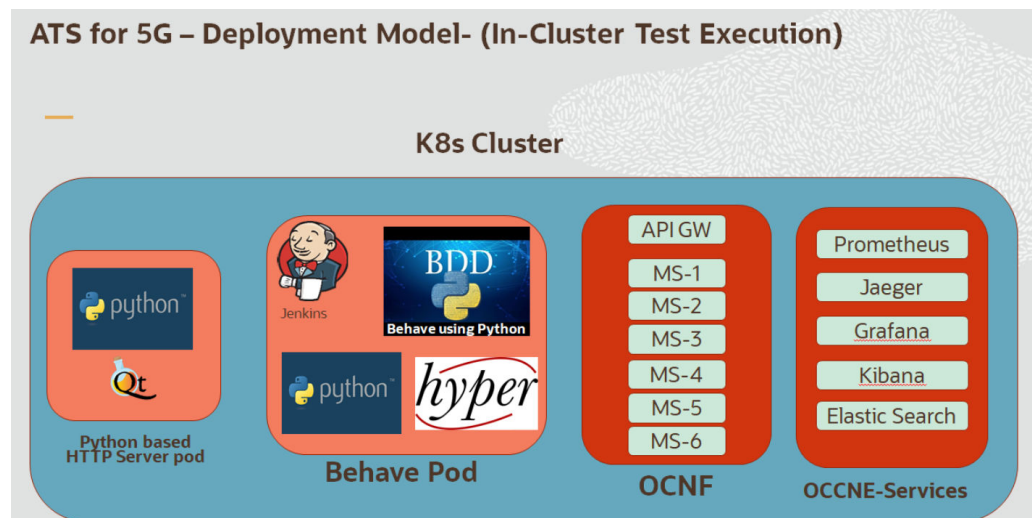 ATS for 5G – Deployment Model- (In-Cluster Test Execution)
K8s Cluster
python™
Qt
Python based
HTTP Server pod
Jenkins
BDD
Behave using Python
python™
hyper
Behave Pod
API GW
MS-1
MS-2
MS-3
MS-4
MS-5
MS-6
OCNF
Prometheus
Jaeger
Grafana
Kibana
Elastic Search
OCCNE-Services